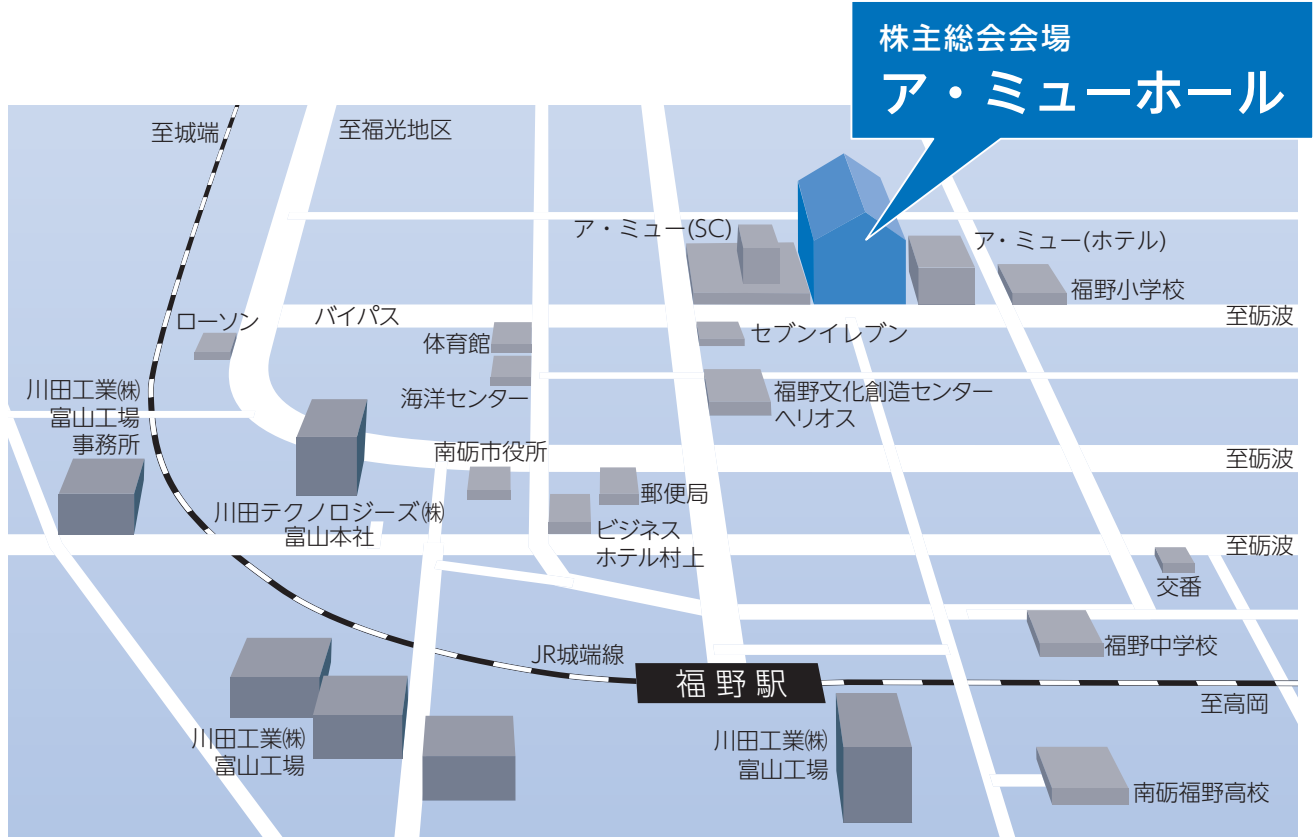 株主総会会場
ア・ミューホール
至城端
至福光地区
ア・ミュー(SC)
ア・ミュー(ホテル)
福野小学校
ローソン
バイパス
体育館
セブンイレブン
至砺波
海洋センター
福野文化創造センター
ヘリオス
川田工業㈱
富山工場
事務所
南砺市役所
至砺波
郵便局
川田テクノロジーズ㈱
富山本社
ビジネス
ホテル村上
至砺波
交番
福野中学校
JR城端線
福野駅
至高岡
川田工業㈱
富山工場
川田工業㈱
富山工場
南砺福野高校